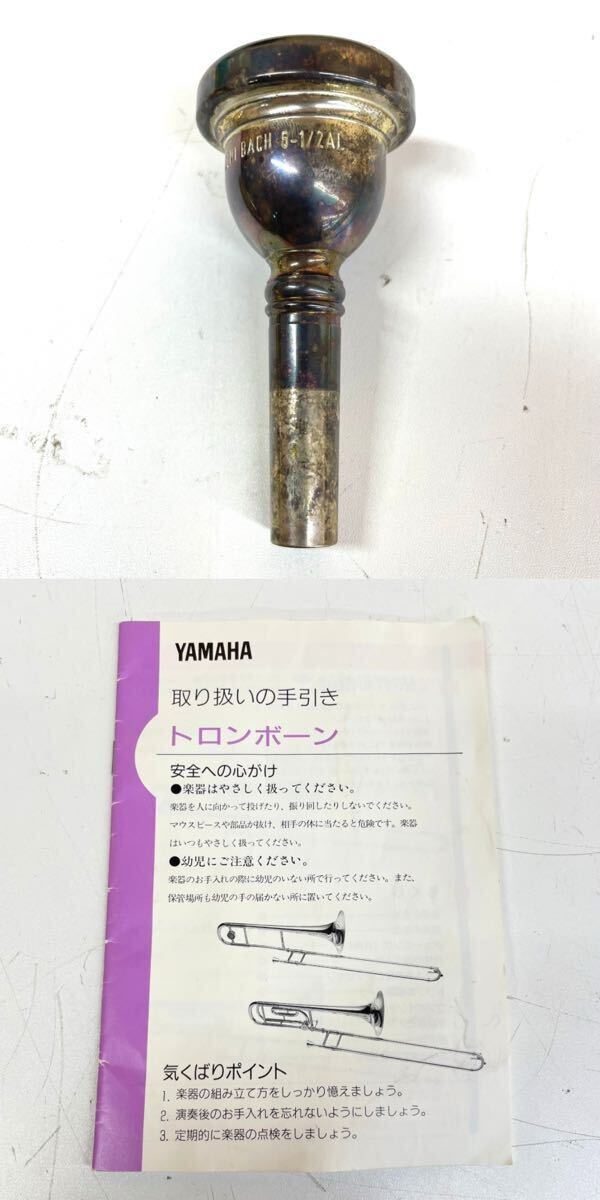 BACH 5-1/2AL
YAMAHA
取り扱いの手引き
トロンボーン
安全への心がけ
●楽器はやさしく扱ってください。
楽器を人に向かって投げたり、振り回したりしないでください。
マウスピースや部品が抜け、相手の体に当たると危険です。楽器
はいつもやさしく扱ってください。
●幼児にご注意ください。
楽器のお手入れの際に幼児のいない所で行ってください。また、
保管場所も幼児の手の届かない所に置いてください。
気くばりポイント
1. 楽器の組み立て方をしっかり憶えましょう。
2. 演奏後のお手入れを忘れないようにしましょう。
3. 定期的に楽器の点検をしましょう。